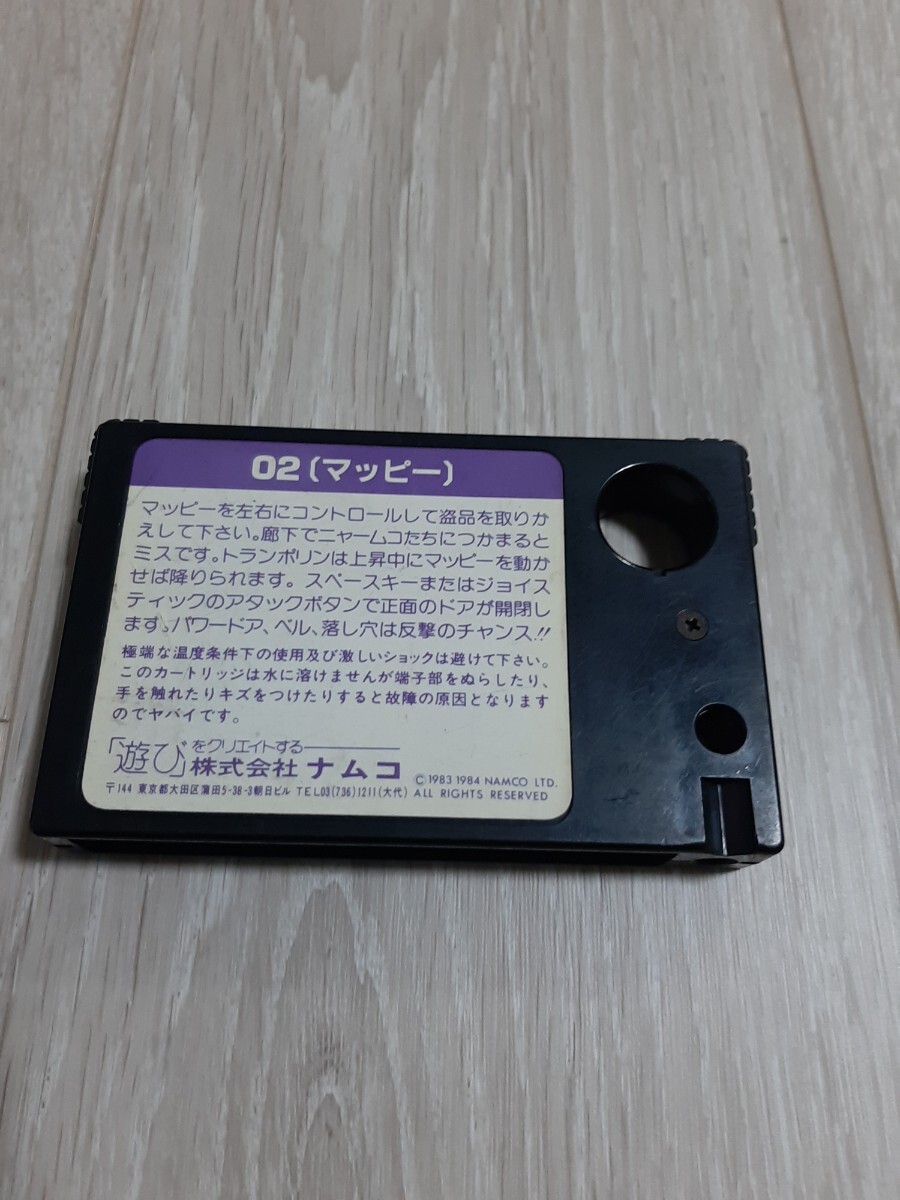 02(マッピー)
マッピーを左右にコントロールして盗品を取りか
えして下さい。廊下でニャームコたちにつかまると
ミスです。トランポリンは上昇中にマッピーを動か
せば降りられます。スペースキーまたはジョイス
ティックのアタックボタンで正面のドアが開閉し
ます。パワードア、ベル、落し穴は反撃のチャンス!!
極端な温度条件下の使用及び激しいショックは避けて下さい。
このカートリッジは水に溶けませんが端子部をぬらしたり、
手を触れたりキズをつけたりすると故障の原因となります
のでヤバイです。
「遊び」をクリエイトする
株式会社 ナムコ ©1983 1984 NAMCO LTD.
〒144 東京都大田区蒲田5-38-3朝日ビル TEL03(736)1211(大代) ALL RIGHTS RESERVED